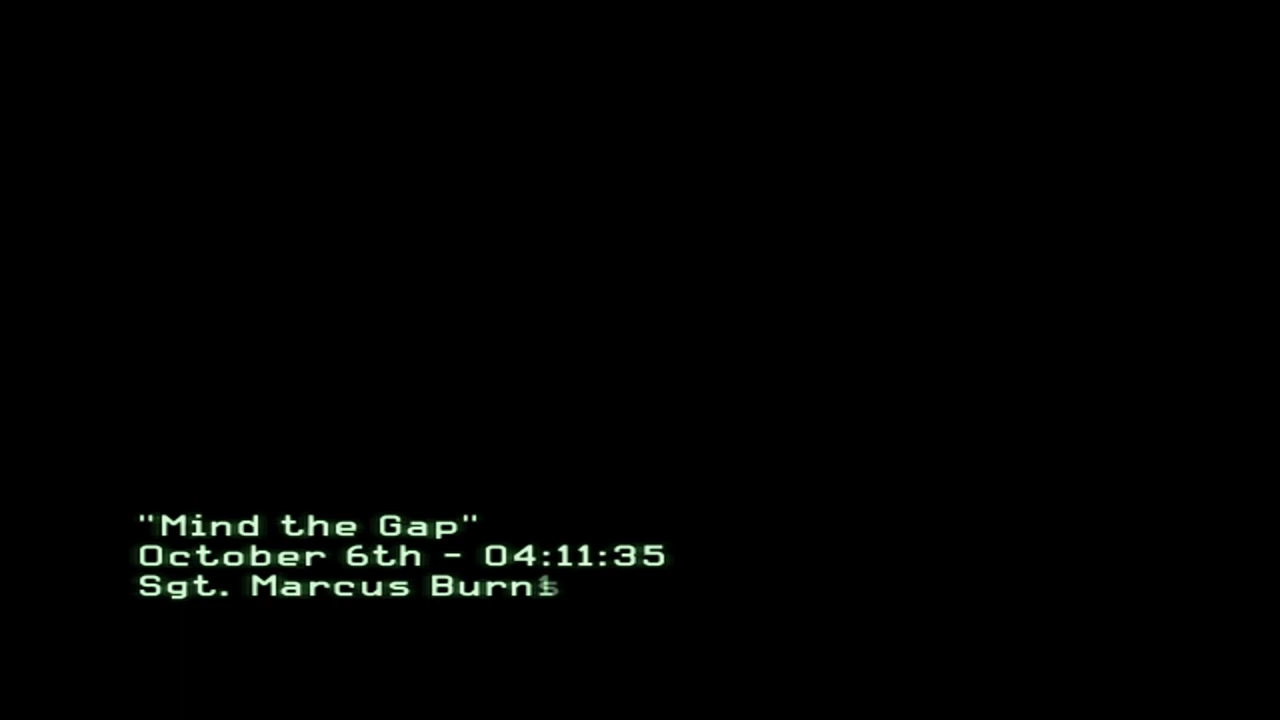 "Mind the Gap"
October 6th - 04:11:35
Sgt. Marcus Burns